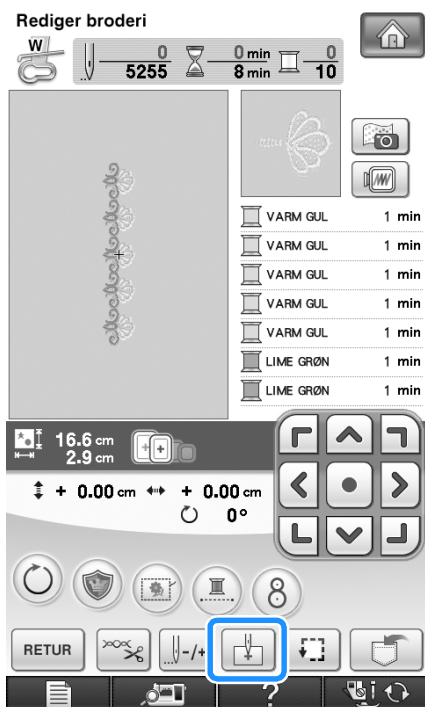 Rediger broderi
W
0 0 min 0
5255 8 min 10
VARM GUL 1 min
VARM GUL 1 min
VARM GUL 1 min
VARM GUL 1 min
VARM GUL 1 min
LIME GRØN 1 min
LIME GRØN 1 min
16.6 cm
2.9 cm
+ 0.00 cm + 0.00 cm
0°
8
RETUR -/+
? i